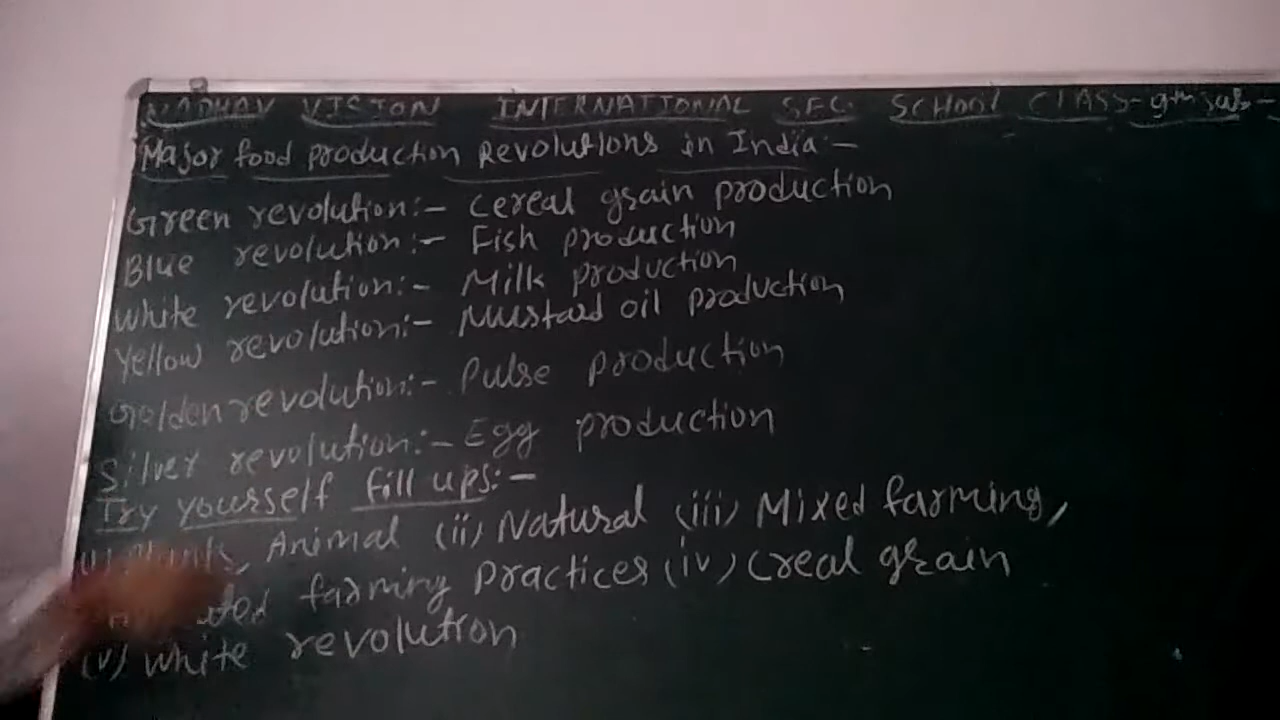 MADHAV VISION INTERNATIONAL SEC. SCHOOL CLASS-9th sub-
Major food production Revolutions in India:-
Green revolution:- Cereal grain production
Blue revolution:- Fish production
White revolution:- Milk production
Yellow revolution:- Mustard oil production
Golden revolution:- Pulse production
Silver revolution:- Egg production
Try yourself fill ups:-
Animal (ii) Natural (iii) Mixed farming,
farming practices (iv) Creal grain
(v) White revolution